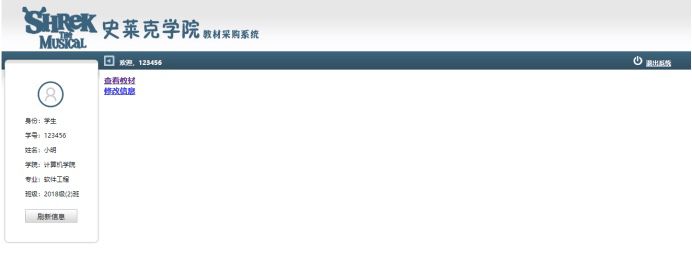 SHREK
THE
MUSICAL
史莱克学院 教材采购系统
欢迎，123456
退出系统
查看教材
修改信息
身份：学生
学号：123456
姓名：小明
学院：计算机学院
专业：软件工程
班级：2018级(2)班
刷新信息